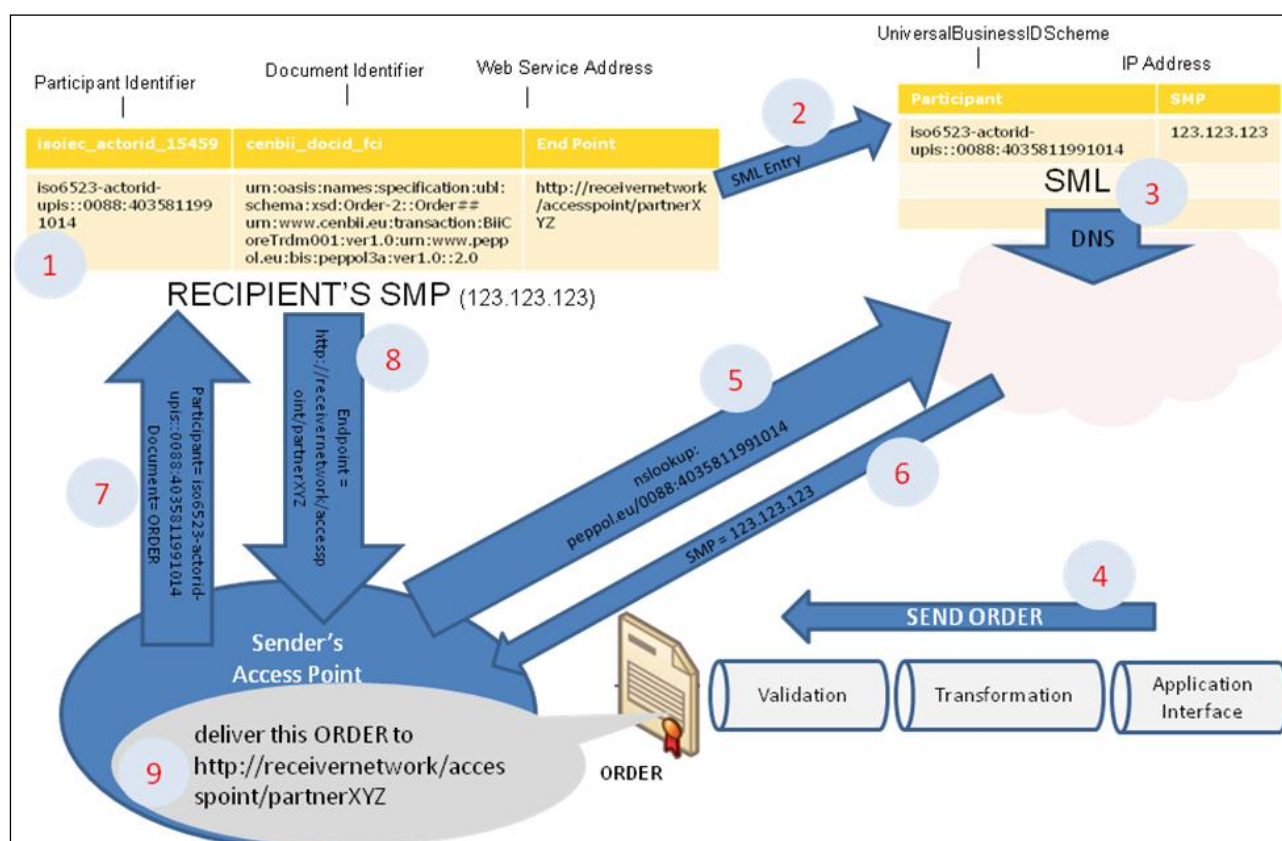 UniversalBusinessIDScheme
Participant Identifier
Document Identifier
Web Service Address
IP Address
isoiec_actorid_15459
cenbii_docid_fci
End Point
iso6523-actorid-
upis::0088:403581199
1014
urn:oasis:names:specification:ubl:
schema:xsd:Order-2::Order##
urn:www.cenbii.eu:transaction:BiiC
oreTrdm001:ver1.0:urn:www.pepp
ol.eu:bis:peppol3a:ver1.0::2.0
http://receivernetwork
/accesspoint/partnerX
YZ
1
RECIPIENT'S SMP (123.123.123)
2
SML Entry
Participant
SMP
iso6523-actorid-
upis::0088:4035811991014
123.123.123
SML
3
DNS
7
Participant= iso6523-actorid-
upis::0088:4035811991014
Document= ORDER
8
Endpoint =
http://receivernetwork/accessp
oint/partnerXYZ
5
nslookup:
peppol.eu/0088:4035811991014
6
SMP = 123.123.123
4
SEND ORDER
Validation
Transformation
Application
Interface
Sender's
Access Point
9
deliver this ORDER to
http://receivernetwork/acces
spoint/partnerXYZ
ORDER